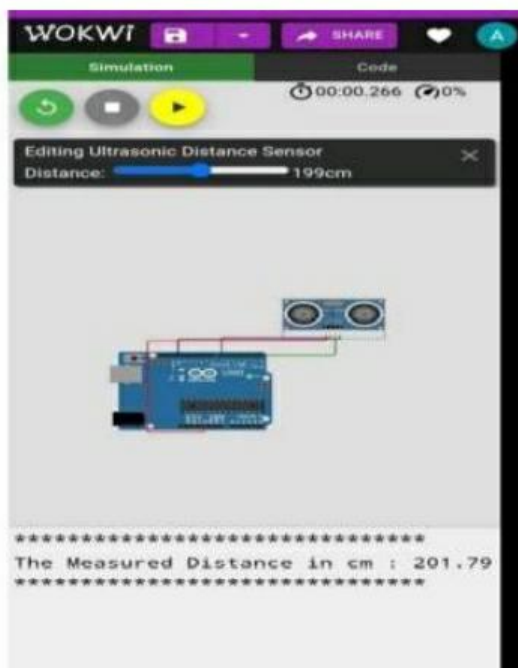 WOKWI SHARE A
Simulation Code
00:00.266 0%
Editing Ultrasonic Distance Sensor
Distance: 199cm
*******************************
The Measured Distance in cm : 201.79
*******************************